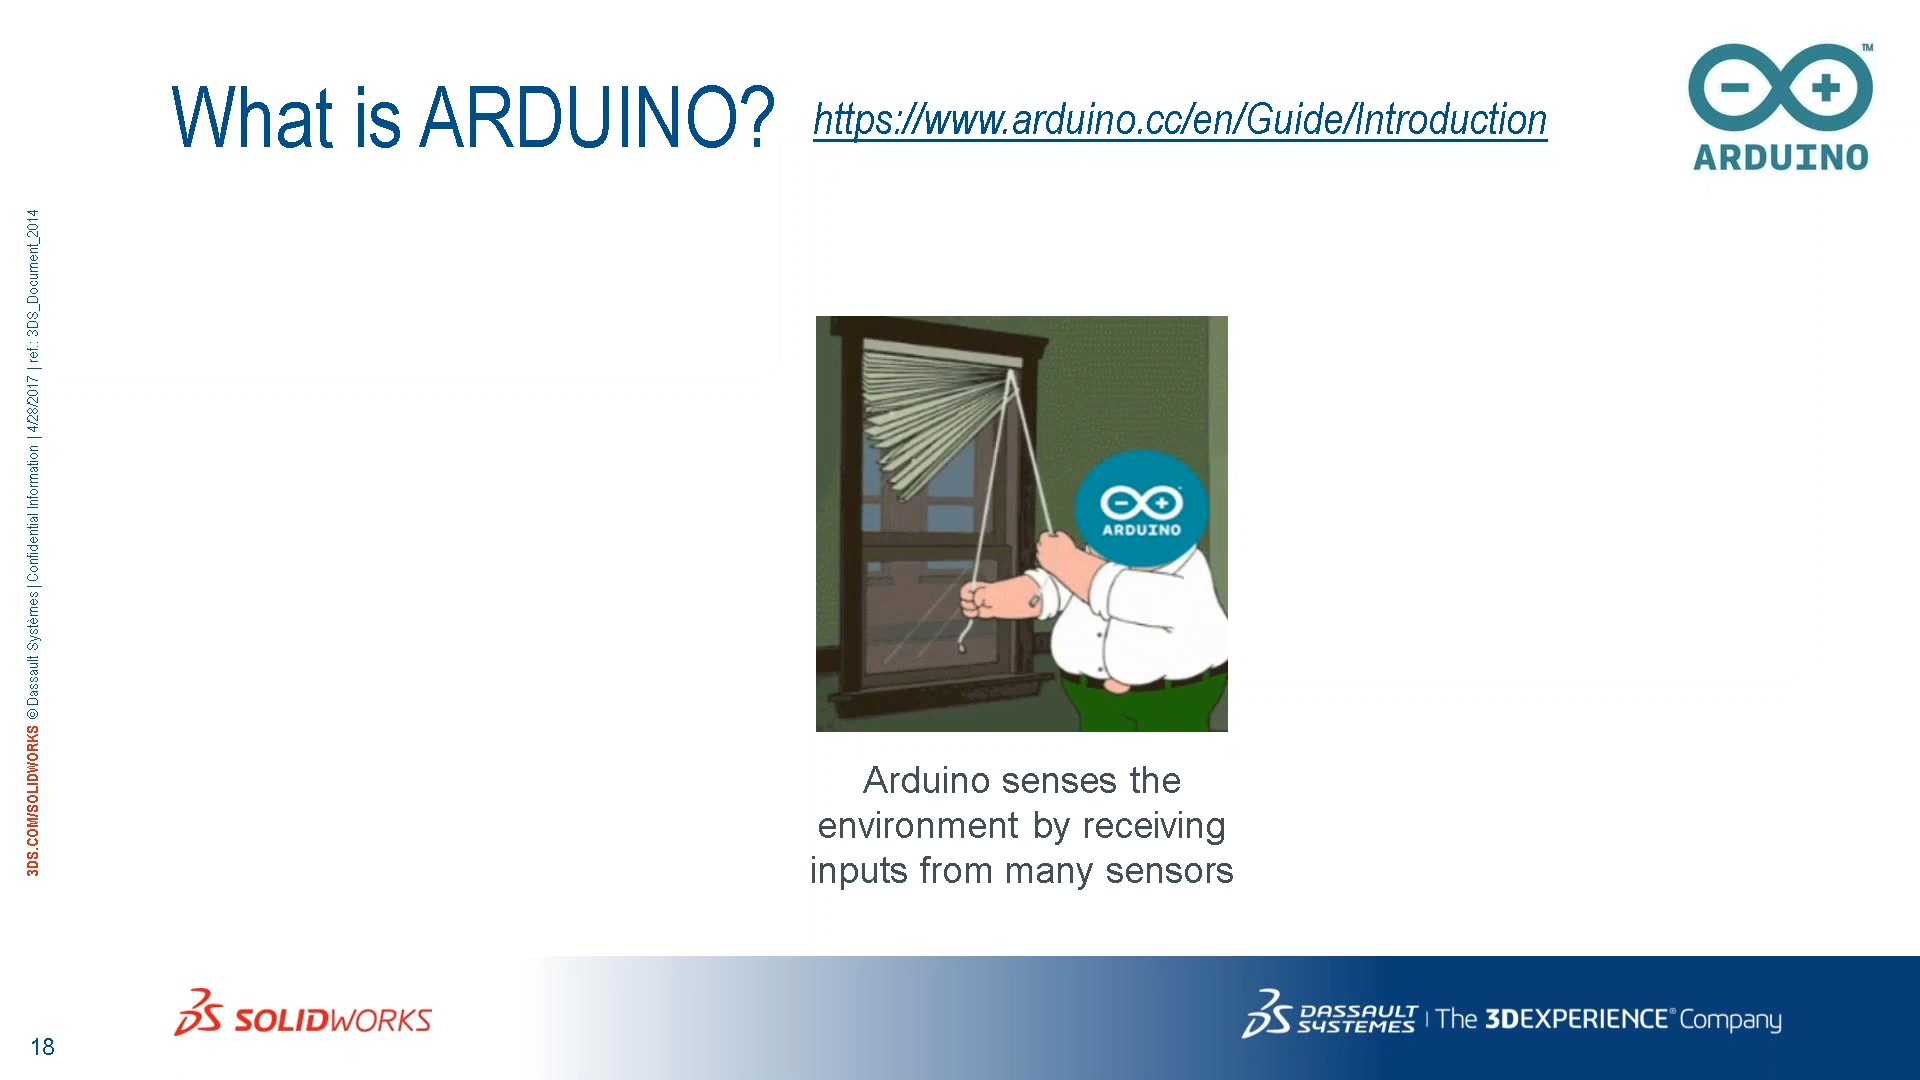 What is ARDUINO? https://www.arduino.cc/en/Guide/Introduction
TM
ARDUINO
3DS.COM/SOLIDWORKS © Dassault Systèmes | Confidential Information | 4/28/2017 | ref.: 3DS_Document_2014
ARDUINO
Arduino senses the
environment by receiving
inputs from many sensors
SOLIDWORKS
DASSAULT SYSTEMES | The 3DEXPERIENCE® Company
18